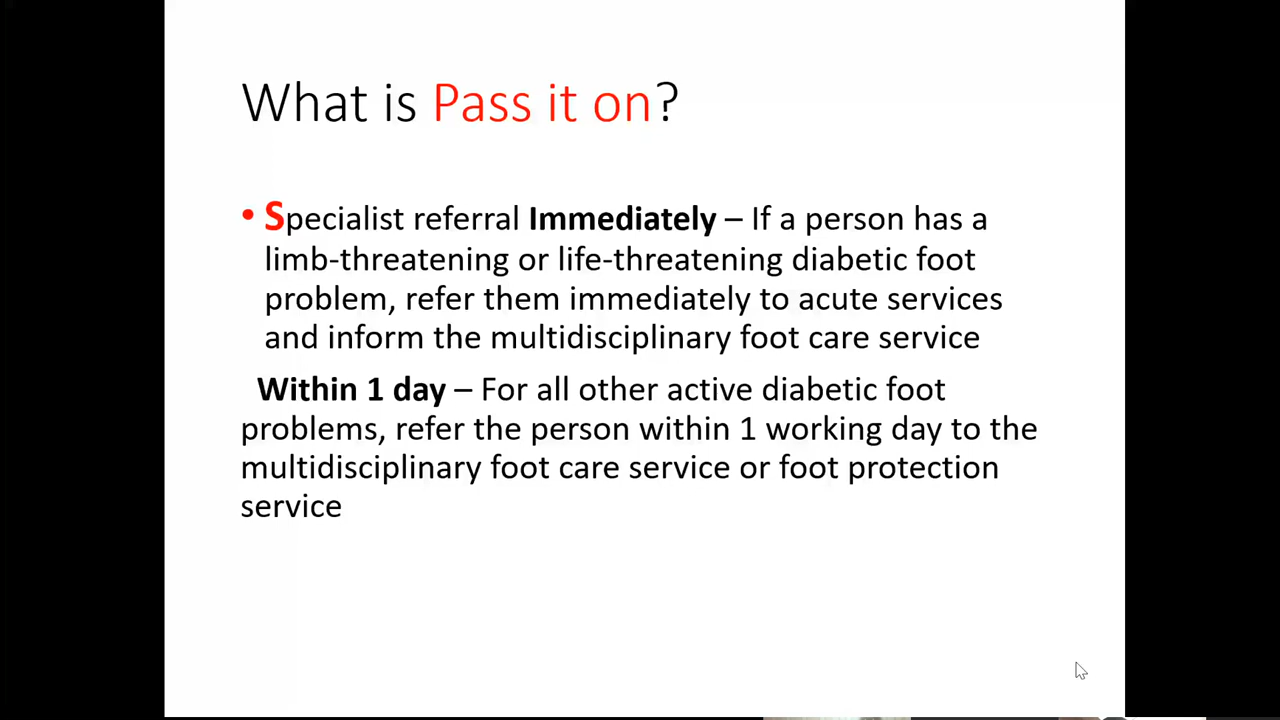 What is Pass it on?
• Specialist referral Immediately – If a person has a
limb-threatening or life-threatening diabetic foot
problem, refer them immediately to acute services
and inform the multidisciplinary foot care service
Within 1 day – For all other active diabetic foot
problems, refer the person within 1 working day to the
multidisciplinary foot care service or foot protection
service